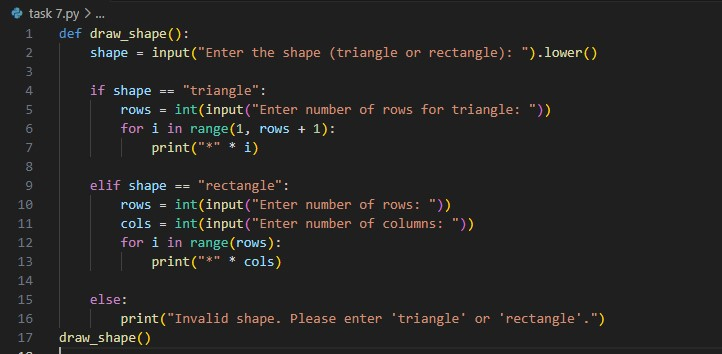 task 7.py > ...
1 def draw_shape():
2     shape = input("Enter the shape (triangle or rectangle): ").lower()
3
4     if shape == "triangle":
5         rows = int(input("Enter number of rows for triangle: "))
6         for i in range(1, rows + 1):
7             print("*" * i)
8
9     elif shape == "rectangle":
10         rows = int(input("Enter number of rows: "))
11         cols = int(input("Enter number of columns: "))
12         for i in range(rows):
13             print("*" * cols)
14
15     else:
16         print("Invalid shape. Please enter 'triangle' or 'rectangle'.")
17 draw_shape()
18